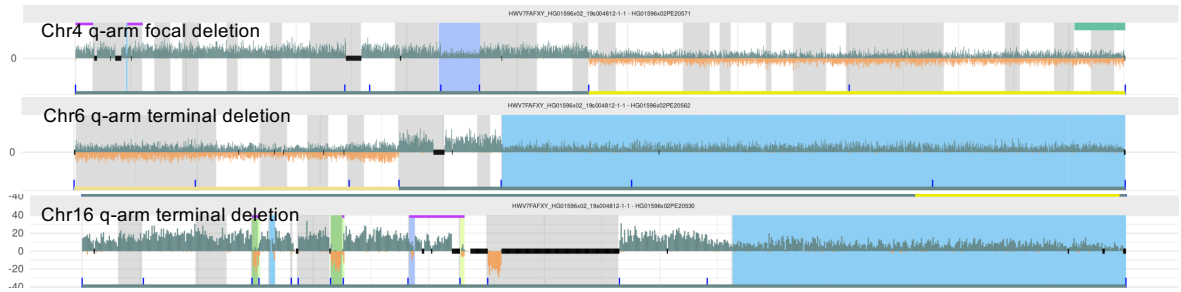 HWV7FAFXY_HG01596x02_19s004812-1-1 - HG01596x02PE20571
Chr4 q-arm focal deletion
0
HWV7FAFXY_HG01596x02_19s004812-1-1 - HG01596x02PE20562
Chr6 q-arm terminal deletion
0
-40
HWV7FAFXY_HG01596x02_19s004812-1-1 - HG01596x02PE20530
40
Chr16 q-arm terminal deletion
20
0
-20
-40